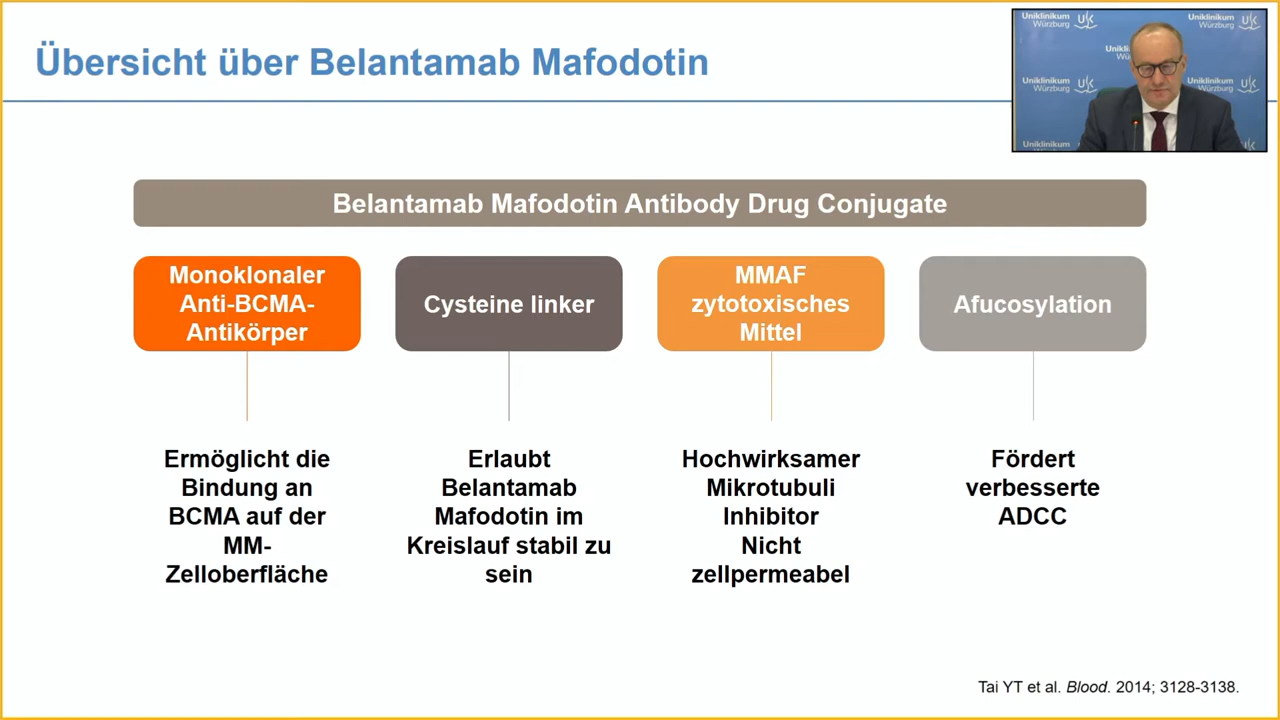 Übersicht über Belantamab Mafodotin
Uniklinikum
Würzburg
Uniklinikum
Würzburg
Uniklinikum
Würzburg
Uniklinikum
Würzburg
Uniklinikum
Uniklinikum
Belantamab Mafodotin Antibody Drug Conjugate
Monoklonaler
Anti-BCMA-
Antikörper
Ermöglicht die
Bindung an
BCMA auf der
MM-
Zelloberfläche
Cysteine linker
Erlaubt
Belantamab
Mafodotin im
Kreislauf stabil zu
sein
MMAF
zytotoxisches
Mittel
Hochwirksamer
Mikrotubuli
Inhibitor
Nicht
zellpermeabel
Afucosylation
Fördert
verbesserte
ADCC
Tai YT et al. Blood. 2014; 3128-3138.